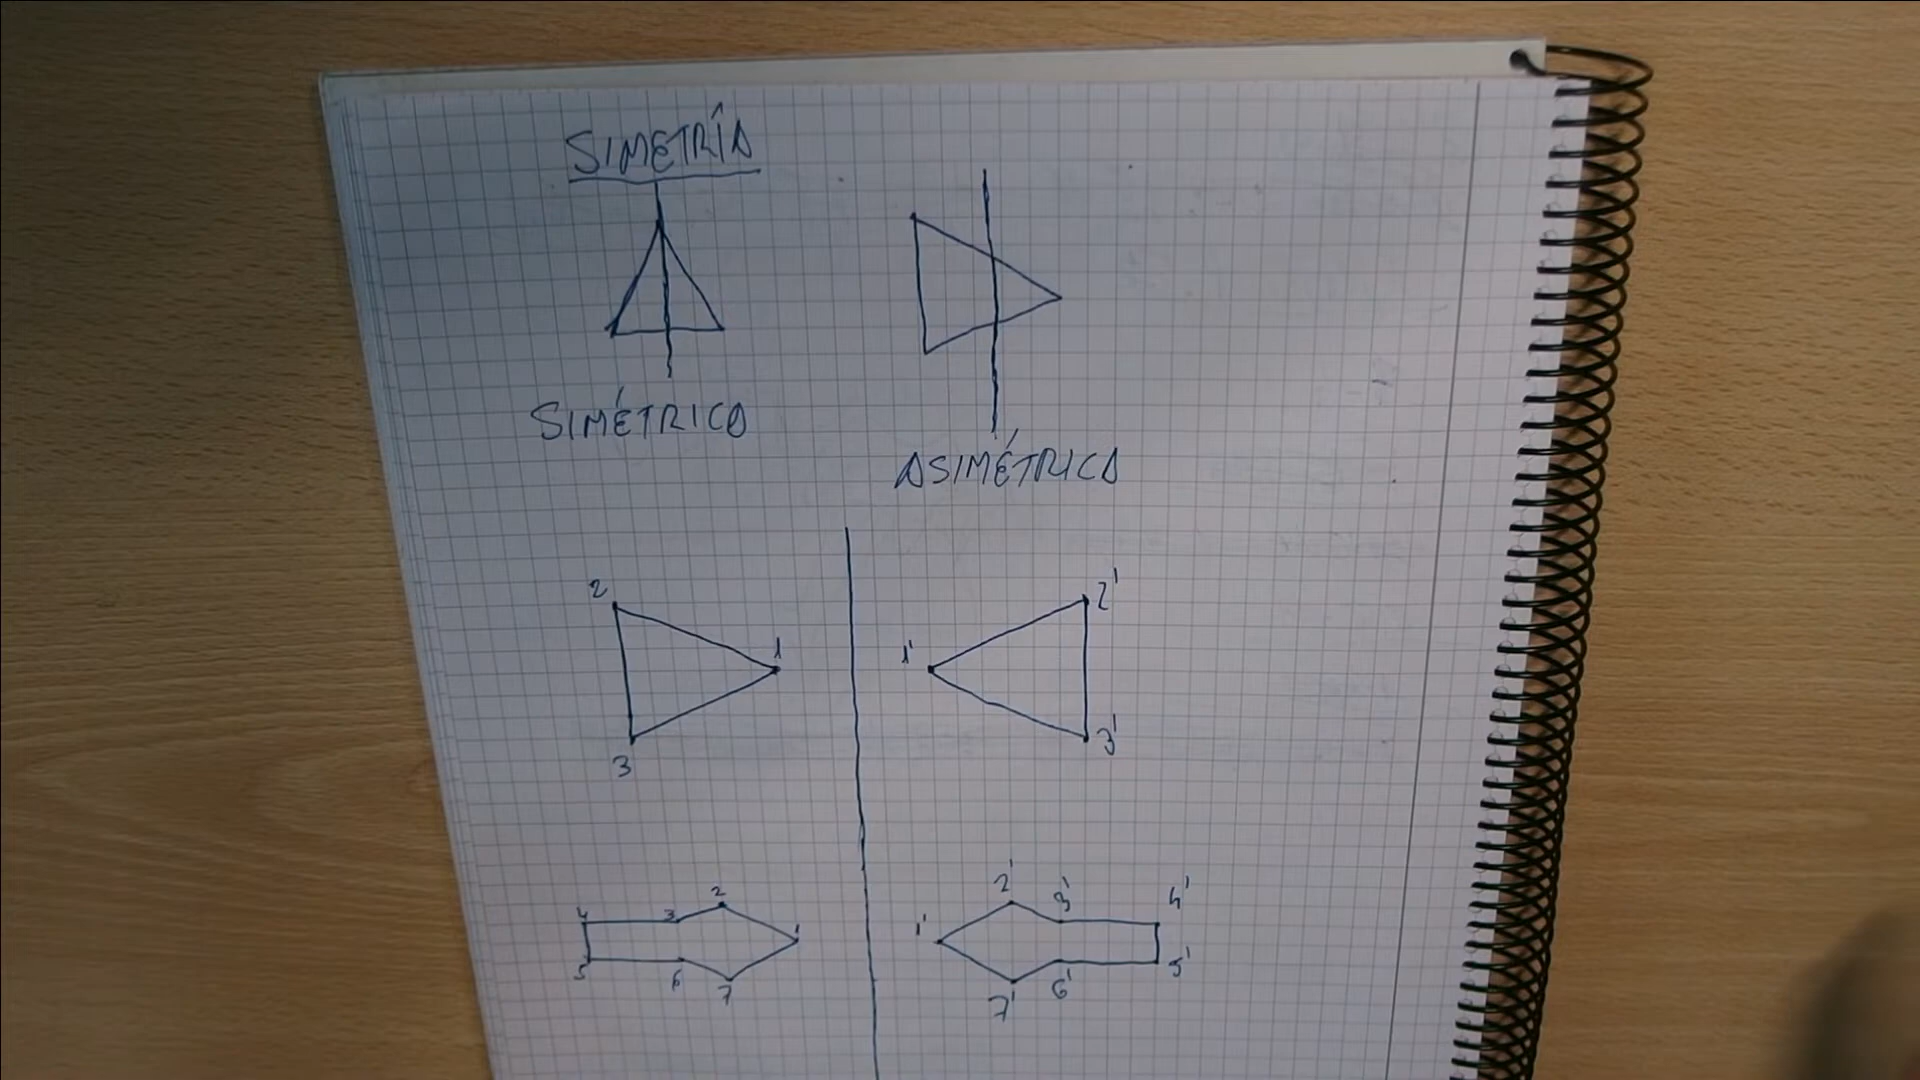 SIMETRÍA
SIMÉTRICO
ASIMÉTRICA
2 2'
1 1'
3 3'
4 3 2 1 1' 2' 3' 4'
5 6 7 7' 6' 5'